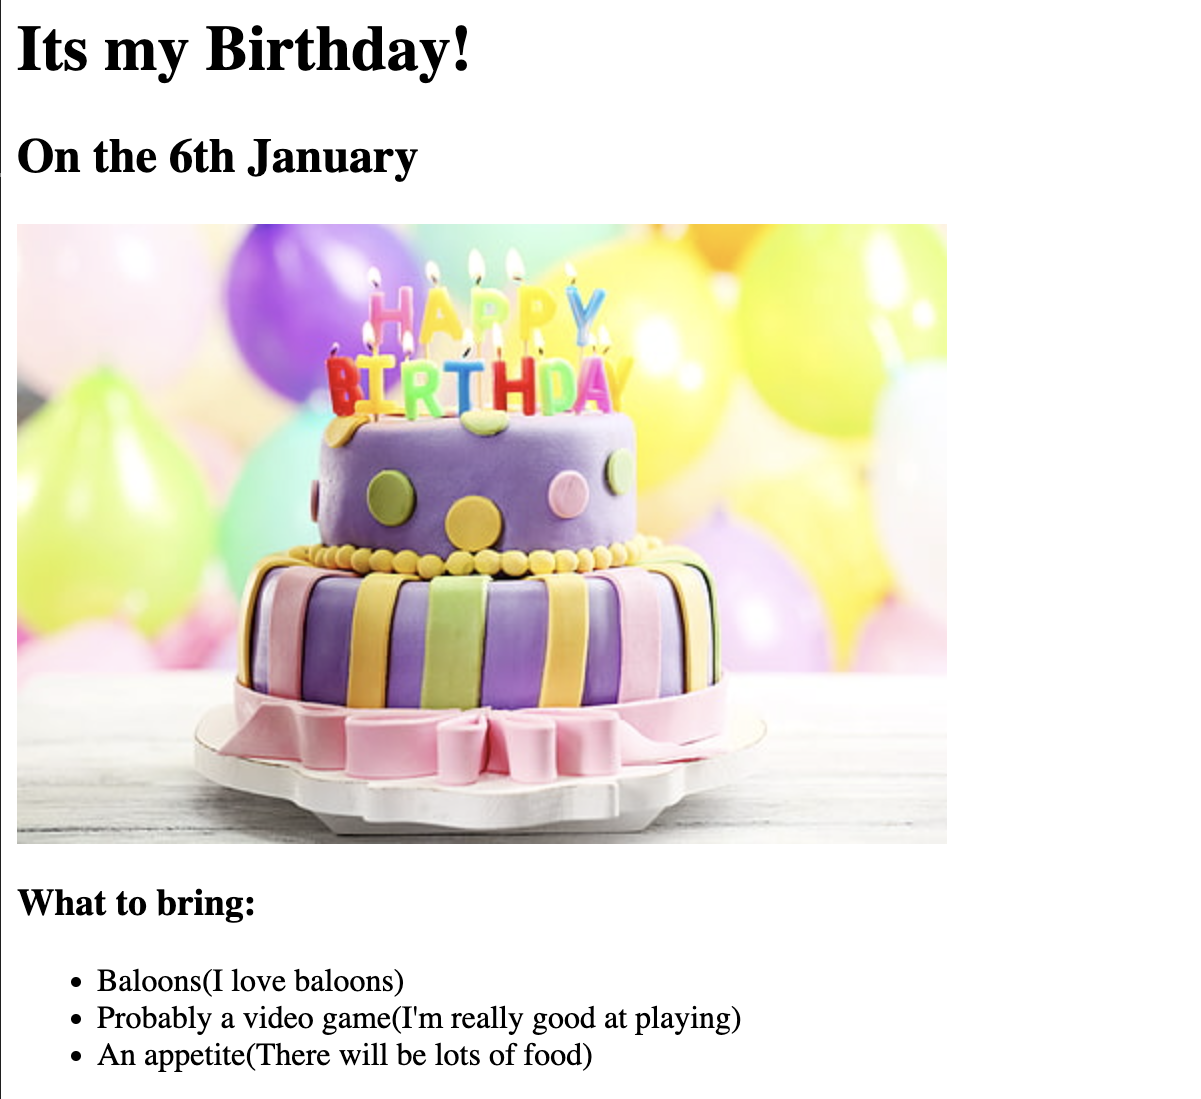 Its my Birthday!
On the 6th January
HAPPY
BIRTHDAY
What to bring:
Baloons(I love baloons)
Probably a video game(I'm really good at playing)
An appetite(There will be lots of food)